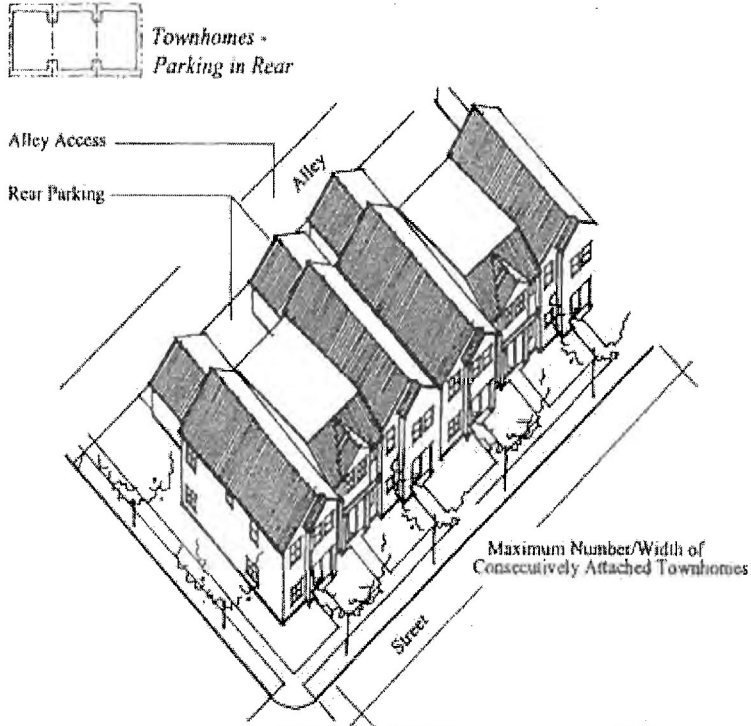 Townhomes -
Parking in Rear
Alley Access
Alley
Rear Parking
Maximum Number/Width of
Consecutively Attached Townhomes
Street